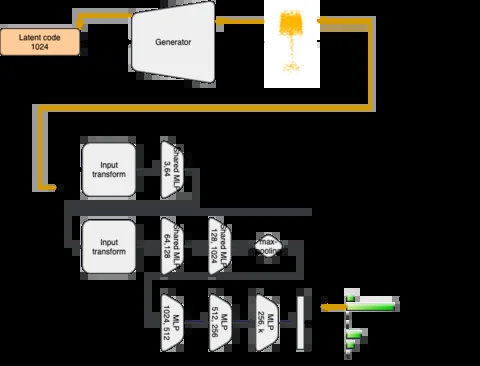 Latent code
1024
Generator
Input
transform
Shared MLP
3,64
Input
transform
Shared MLP
64,128
Shared MLP
128, 1024
max-
pooling
MLP
1024, 512
MLP
512, 256
MLP
256, k